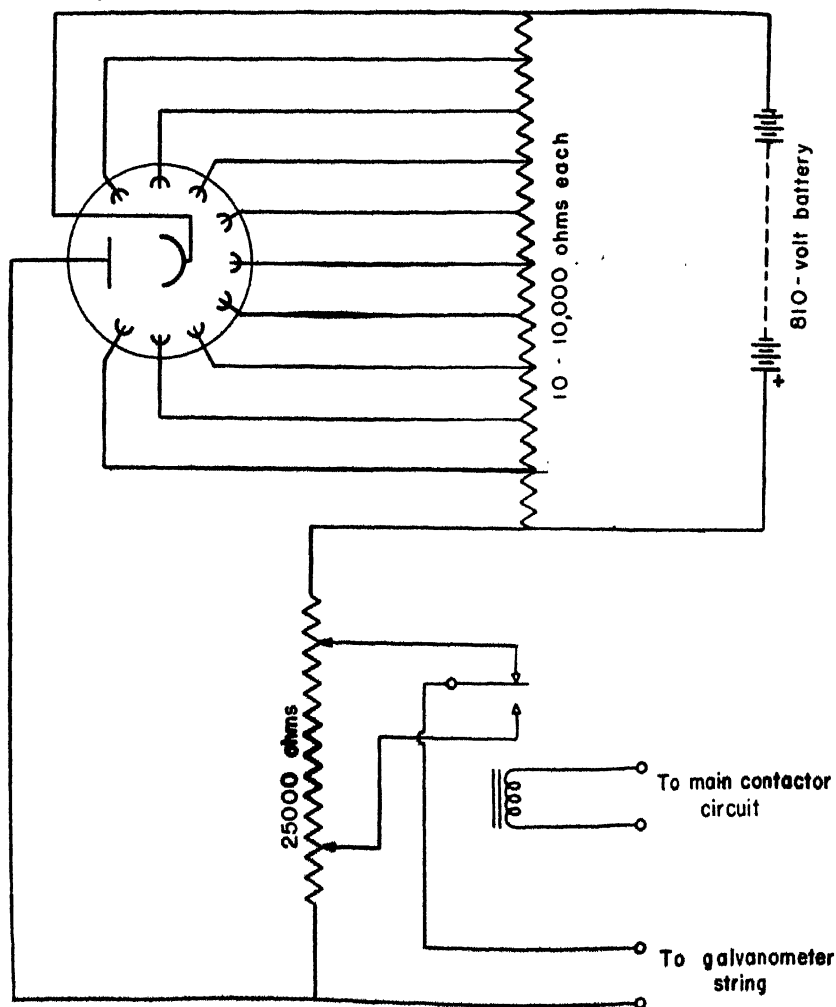 10 - 10,000 ohms each
810-volt battery
+
25000 ohms
To main contactor
circuit
To galvanometer
string